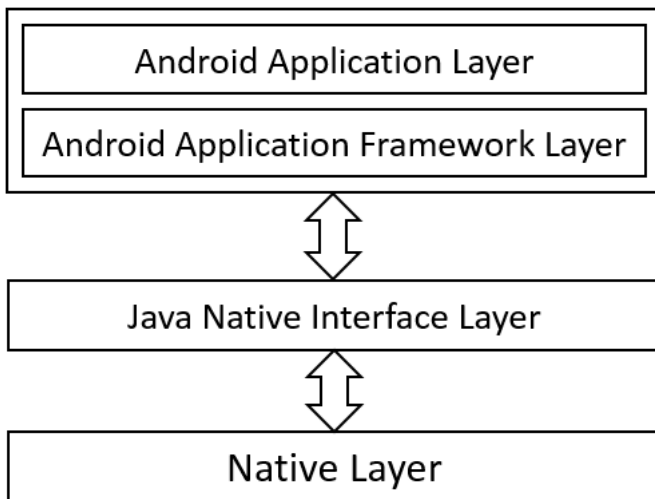 Android Application Layer
Android Application Framework Layer
Java Native Interface Layer
Native Layer